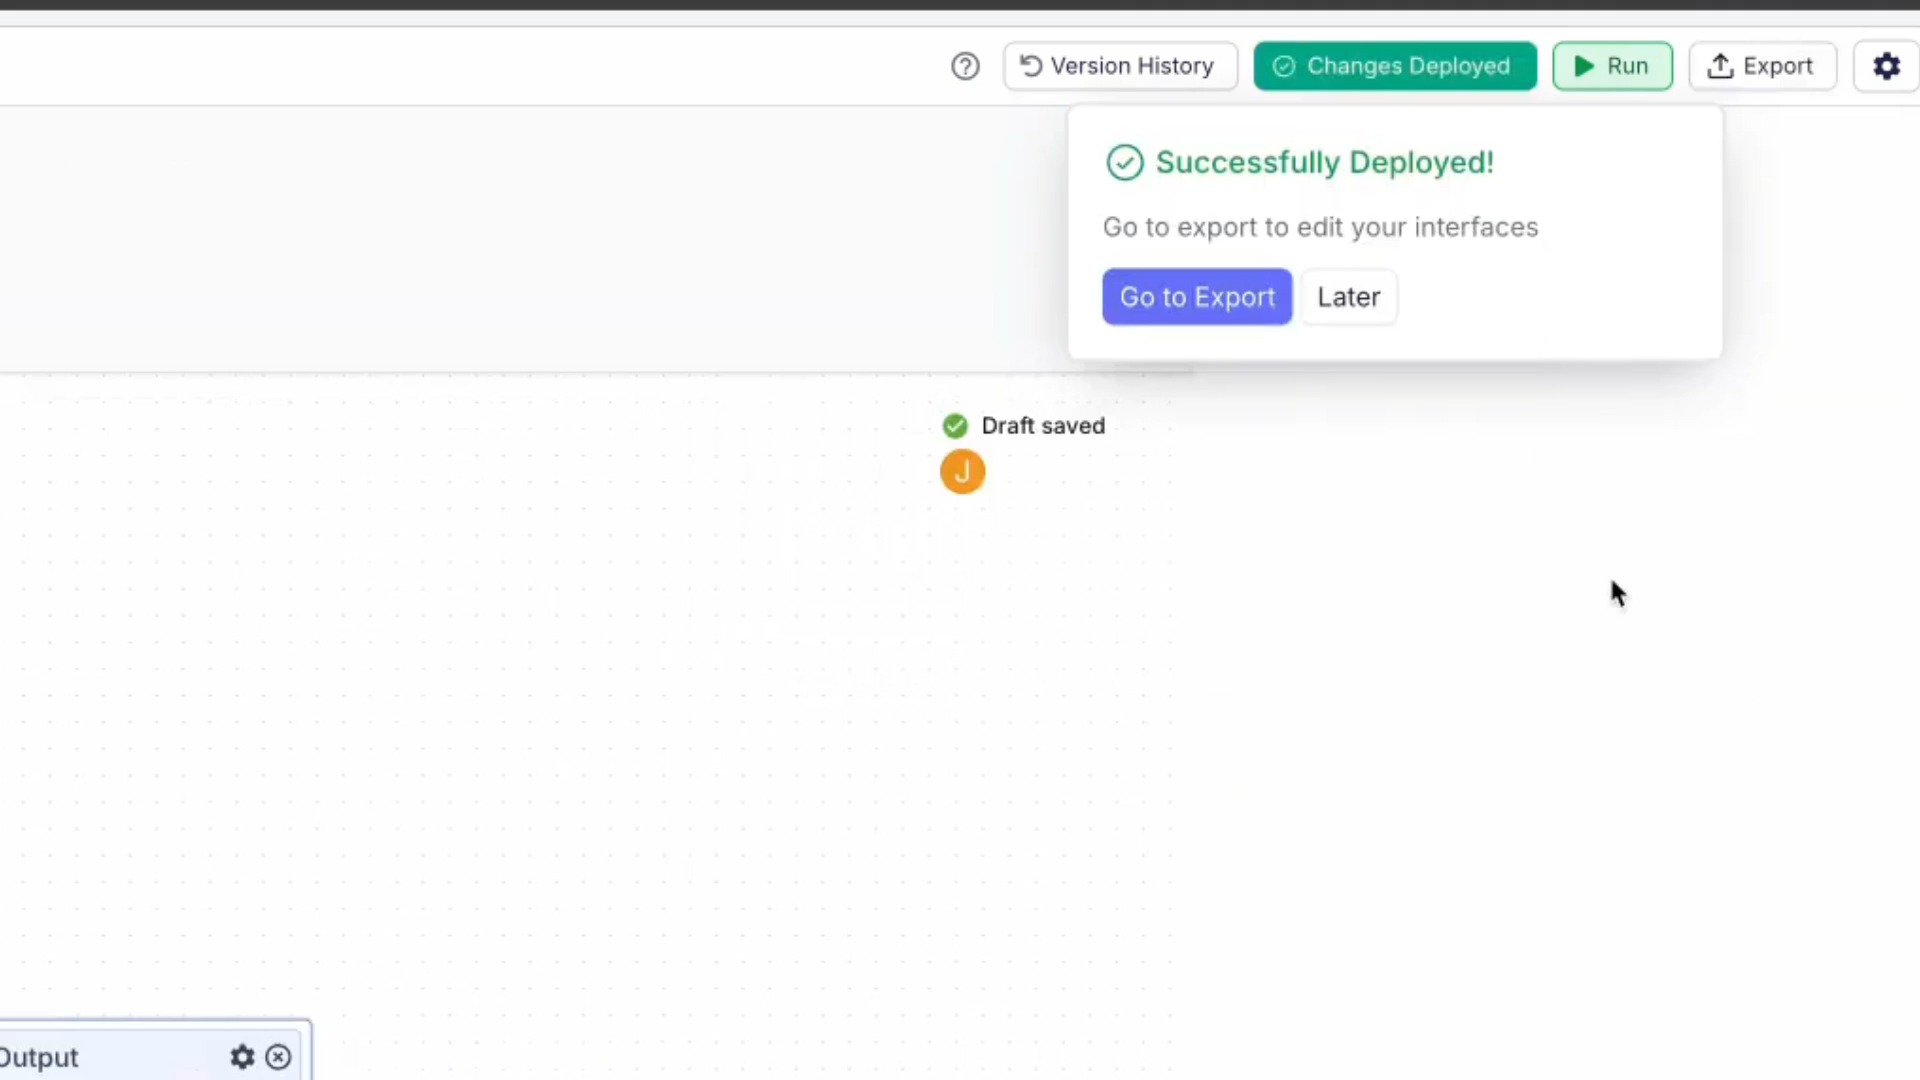 Version History
Changes Deployed
Run
Export
Successfully Deployed!
Go to export to edit your interfaces
Go to Export
Later
Draft saved
J
Output